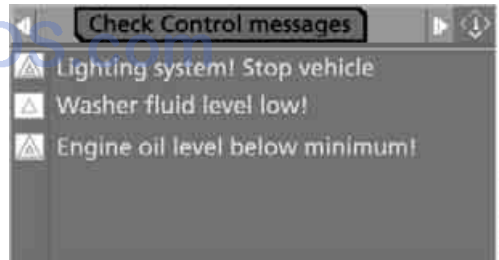 Check Control messages
Lighting system! Stop vehicle
Washer fluid level low!
Engine oil level below minimum!